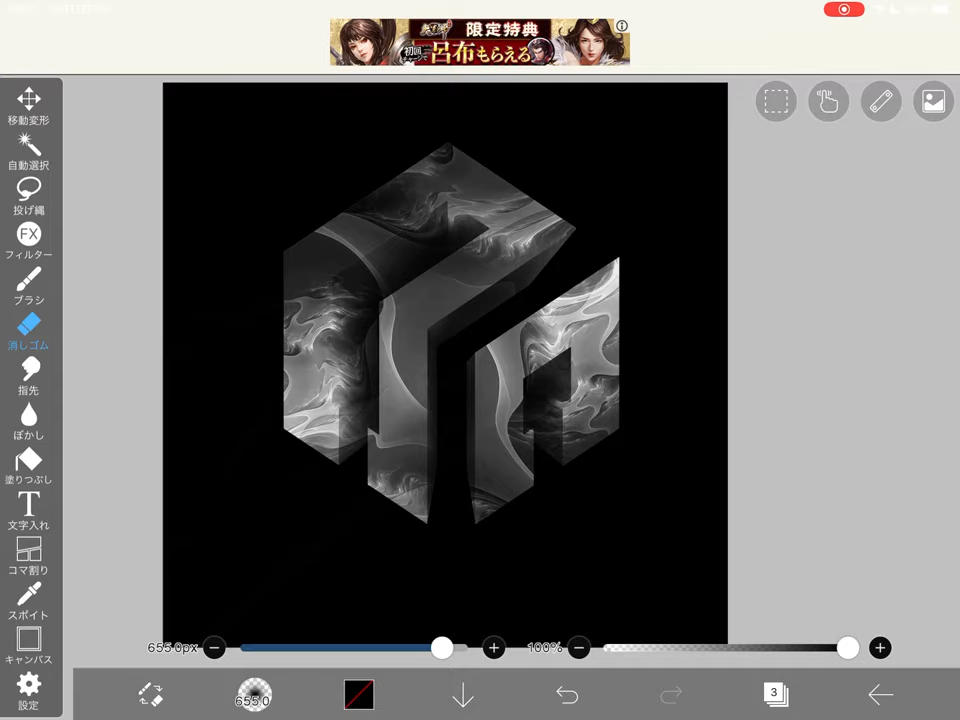 限定特典
初回
呂布もらえる
移動変形
自動選択
投げ縄
FX
フィルター
ブラシ
消しゴム
指先
ぼかし
塗りつぶし
T
文字入れ
コマ割り
スポイト
キャンバス
設定
655.0px
100%
655.0
3